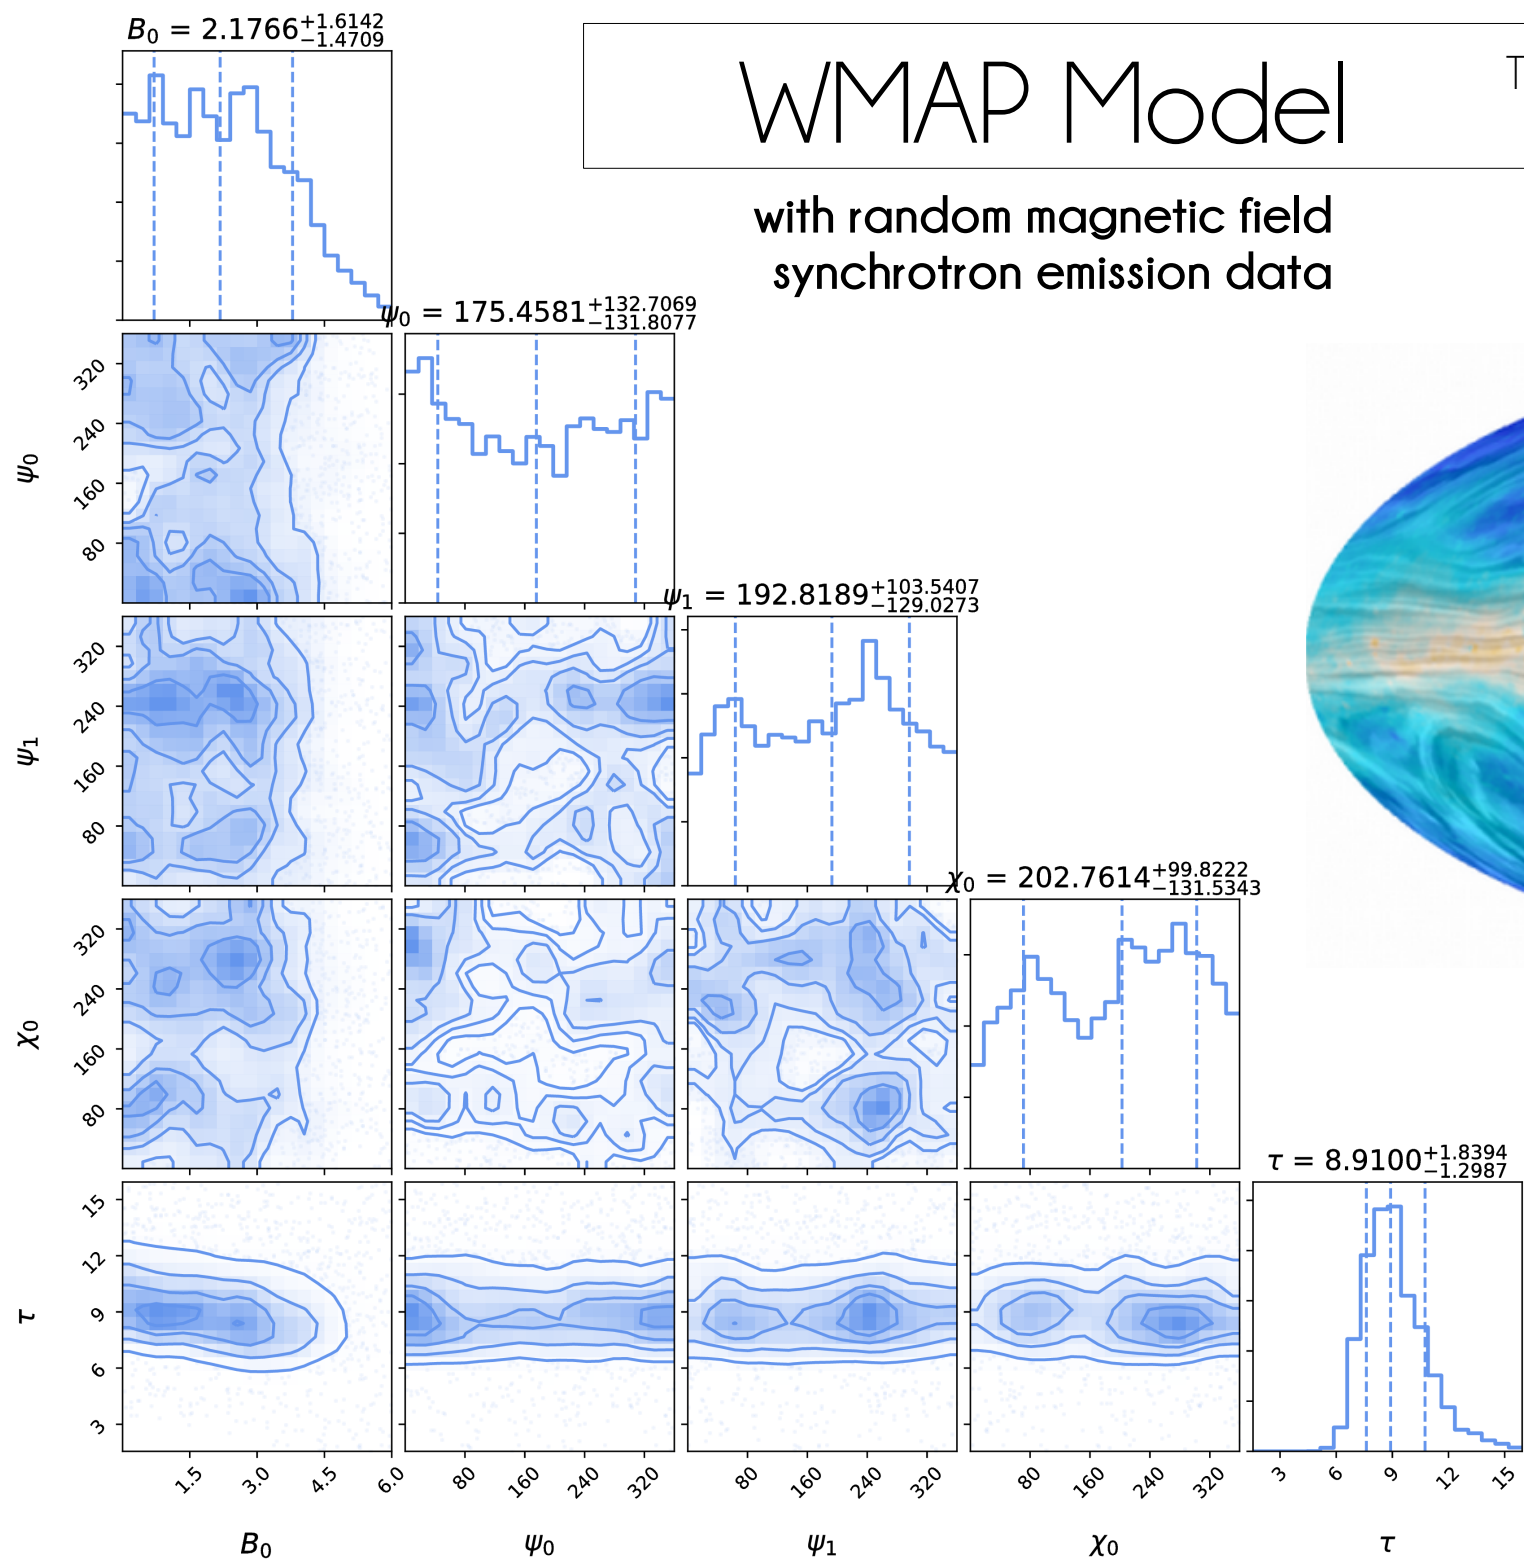 B₀ = 2.1766 +1.6142 −1.4709
WMAP Model
T
with random magnetic field
synchrotron emission data
ψ₀ = 175.4581 +132.7069 −131.8077
320
240
160
80
ψ₀
ψ₁ = 192.8189 +103.5407 −129.0273
320
240
160
80
ψ₁
χ₀ = 202.7614 +99.8222 −131.5343
320
240
160
80
χ₀
τ = 8.9100 +1.8394 −1.2987
15
12
9
6
3
τ
1.5 3.0 4.5 6.0 80 160 240 320 80 160 240 320 80 160 240 320 3 6 9 12 15
B₀ ψ₀ ψ₁ χ₀ τ